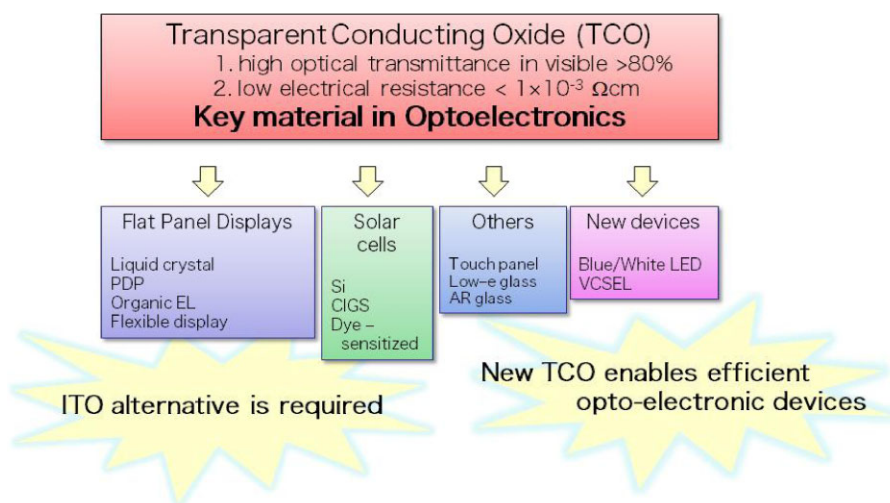 Transparent Conducting Oxide (TCO)
1. high optical transmittance in visible >80%
2. low electrical resistance < 1×10⁻³ Ωcm
Key material in Optoelectronics
Flat Panel Displays
Liquid crystal
PDP
Organic EL
Flexible display
Solar
cells
Si
CIGS
Dye –
sensitized
Others
Touch panel
Low-e glass
AR glass
New devices
Blue/White LED
VCSEL
ITO alternative is required
New TCO enables efficient
opto-electronic devices